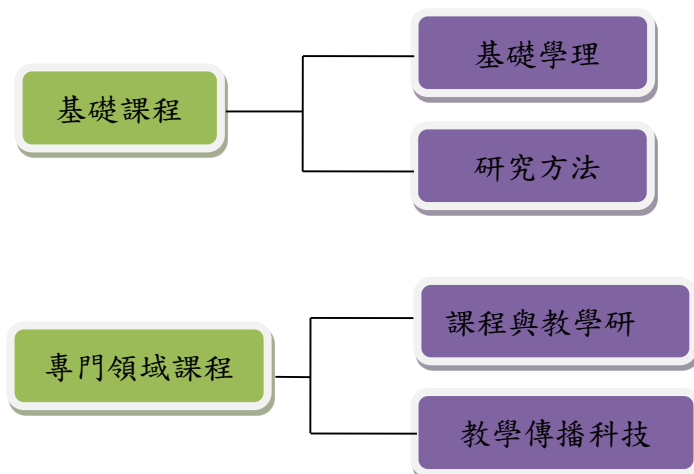 基礎學理
基礎課程
研究方法
課程與教學研
專門領域課程
教學傳播科技